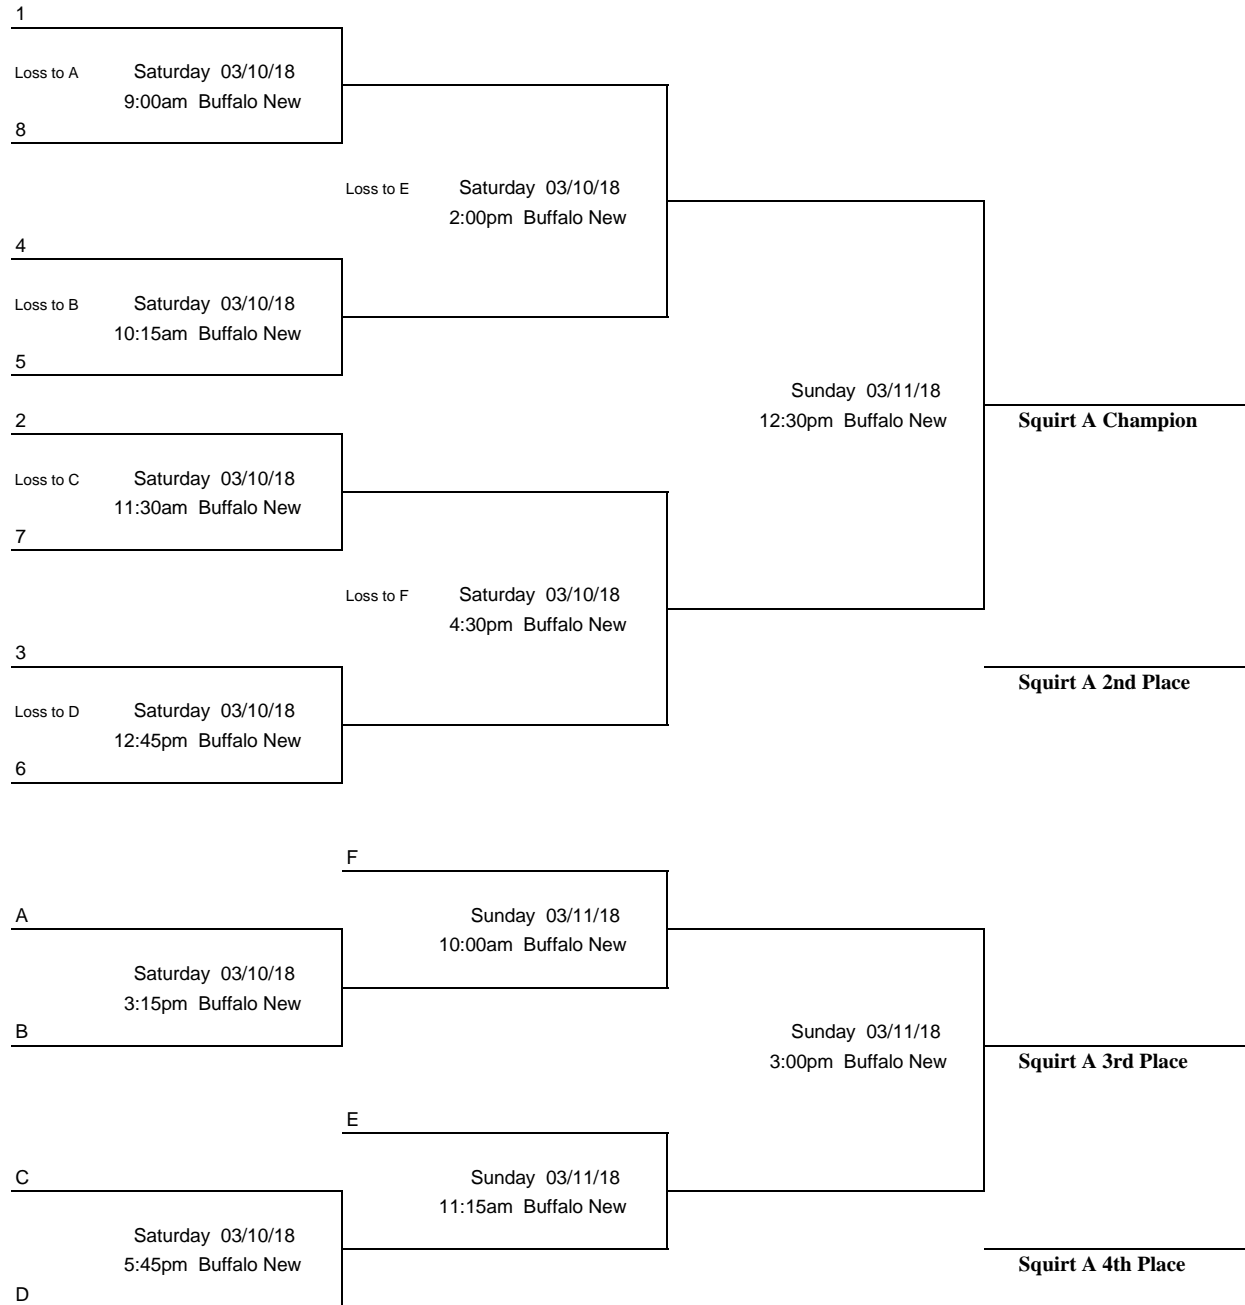 1
Loss to A Saturday 03/10/18
9:00am Buffalo New
8
Loss to E Saturday 03/10/18
2:00pm Buffalo New
4
Loss to B Saturday 03/10/18
10:15am Buffalo New
5
Sunday 03/11/18
12:30pm Buffalo New
Squirt A Champion
2
Loss to C Saturday 03/10/18
11:30am Buffalo New
7
Loss to F Saturday 03/10/18
4:30pm Buffalo New
3
Squirt A 2nd Place
Loss to D Saturday 03/10/18
12:45pm Buffalo New
6
F
A
Sunday 03/11/18
10:00am Buffalo New
Saturday 03/10/18
3:15pm Buffalo New
B
Sunday 03/11/18
3:00pm Buffalo New
Squirt A 3rd Place
E
C
Sunday 03/11/18
11:15am Buffalo New
Saturday 03/10/18
5:45pm Buffalo New
Squirt A 4th Place
D